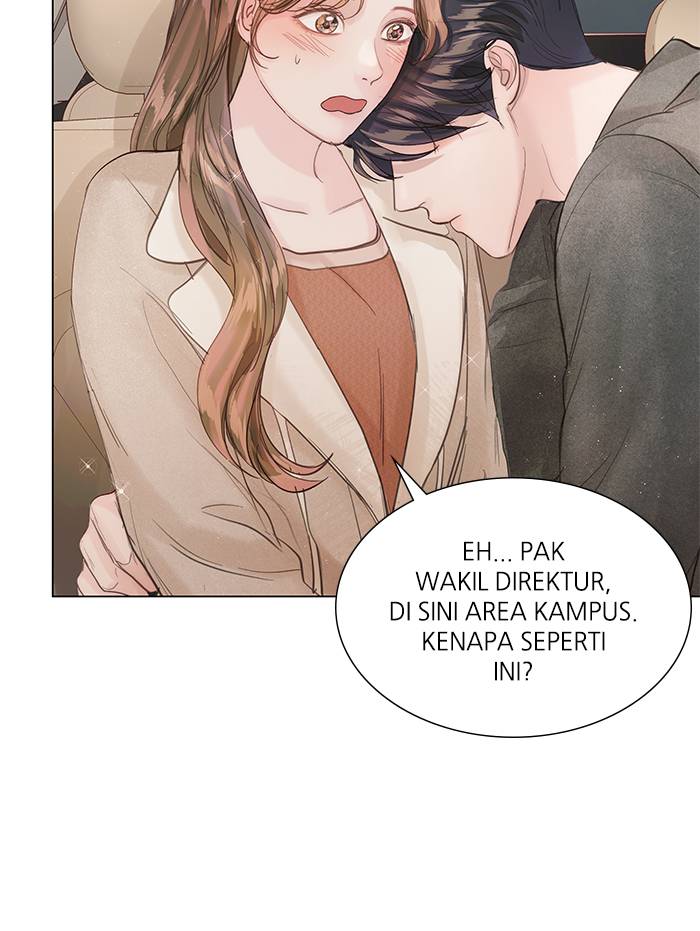 EH... PAK
WAKIL DIREKTUR,
DI SINI AREA KAMPUS.
KENAPA SEPERTI
INI?